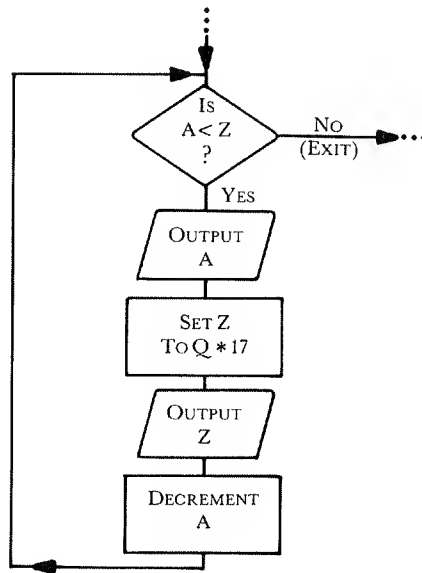 IS
A < Z
?
NO
(EXIT)
YES
OUTPUT
A
SET Z
TO Q * 17
OUTPUT
Z
DECREMENT
A